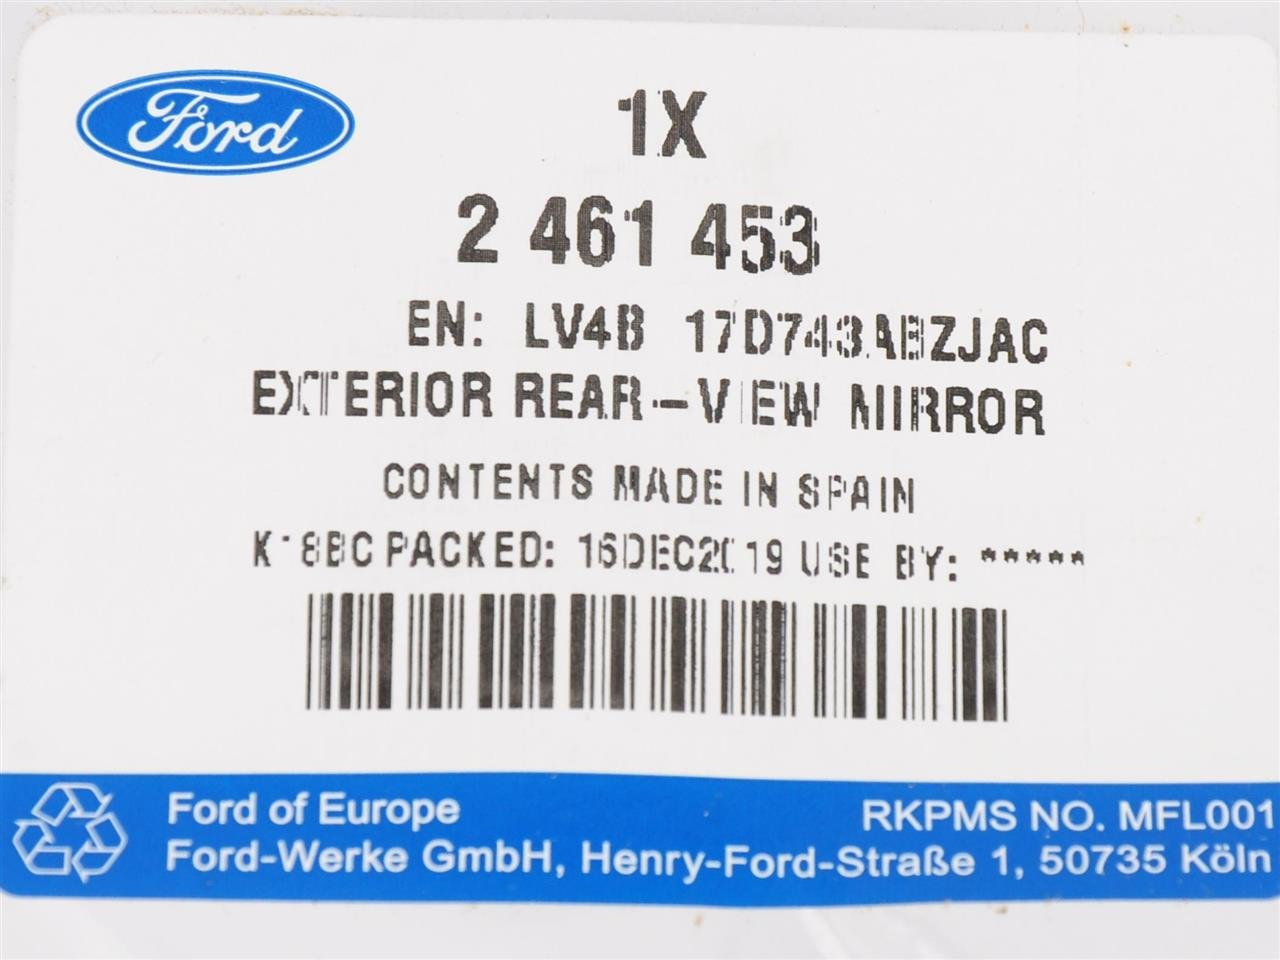 Ford
1X
2 461 453
EN: LV4B 17D743ABZJAC
EXTERIOR REAR-VIEW MIRROR
CONTENTS MADE IN SPAIN
K18BC PACKED: 16DEC2019 USE BY: *****
Ford of Europe
RKPMS NO. MFL001
Ford-Werke GmbH, Henry-Ford-Straße 1, 50735 Köln